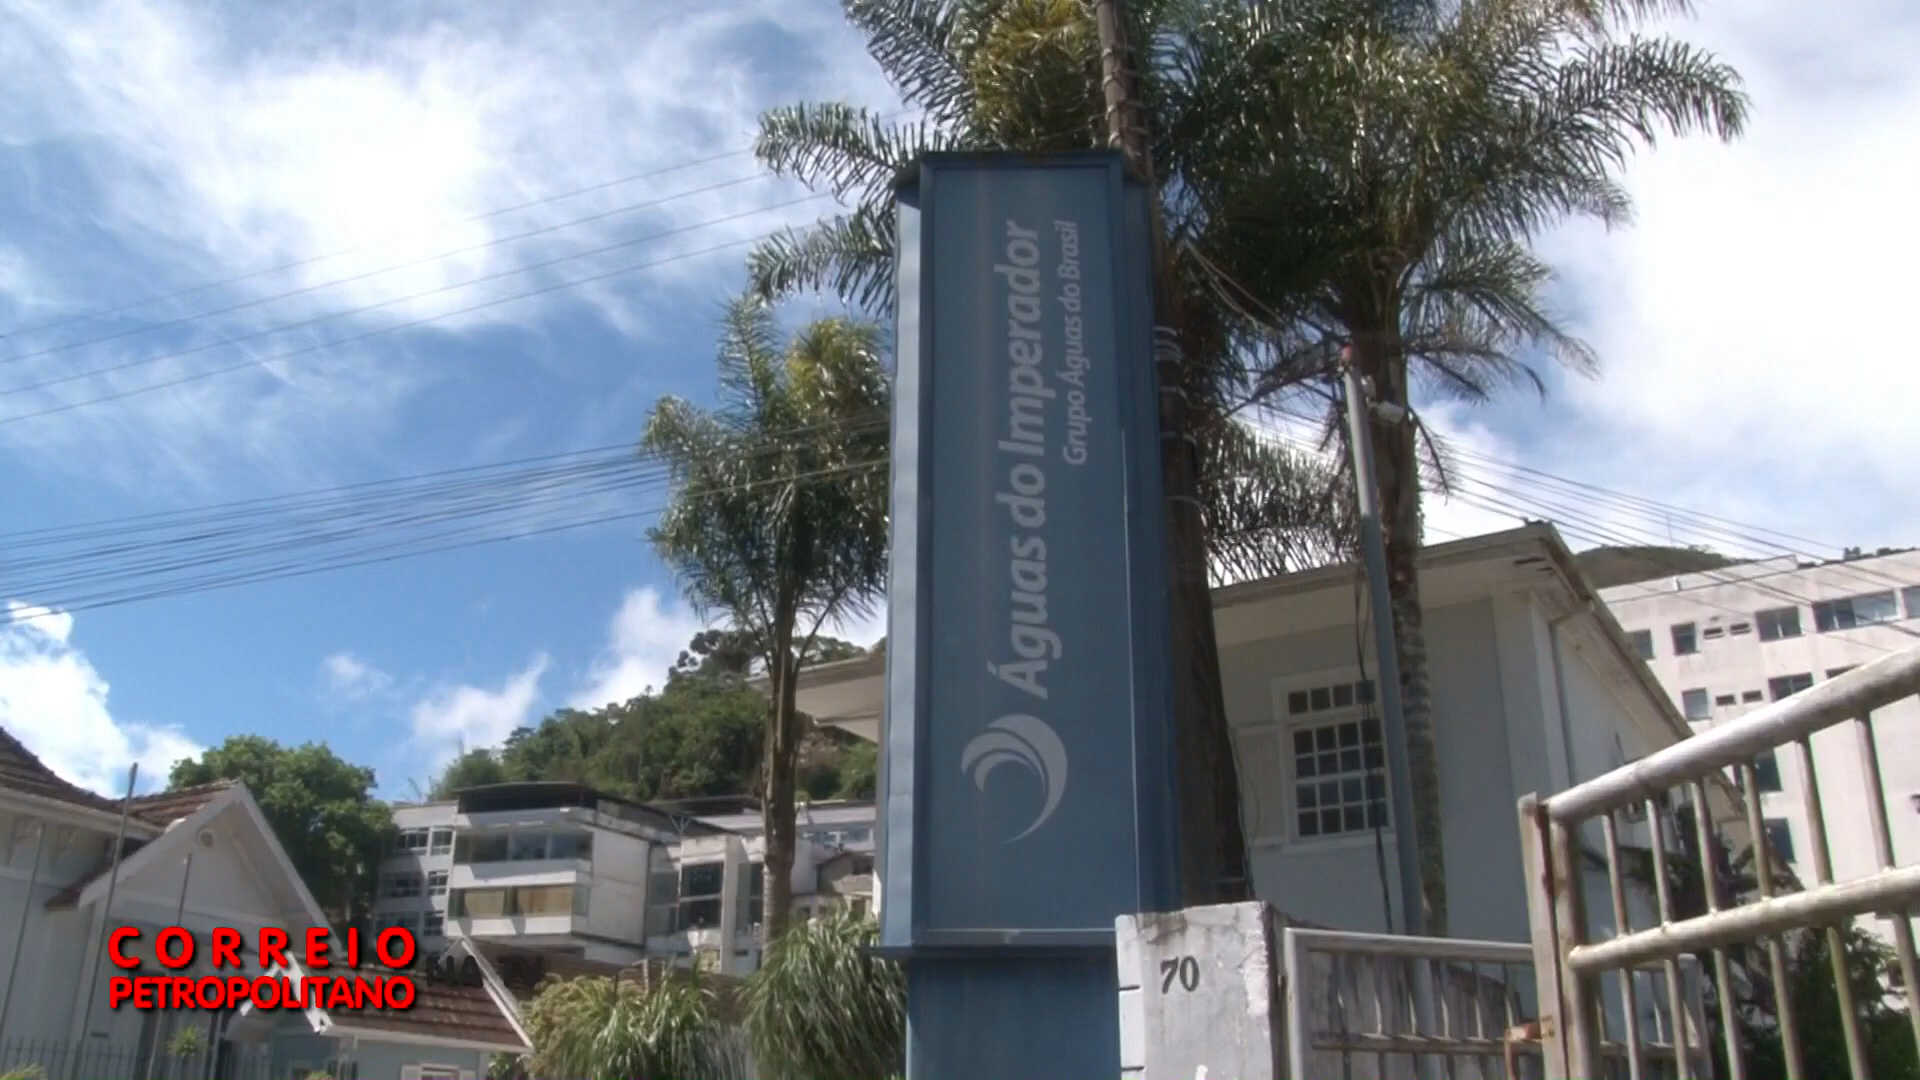 Águas do Imperador
Grupo Águas do Brasil
70
CORREIO
PETROPOLITANO